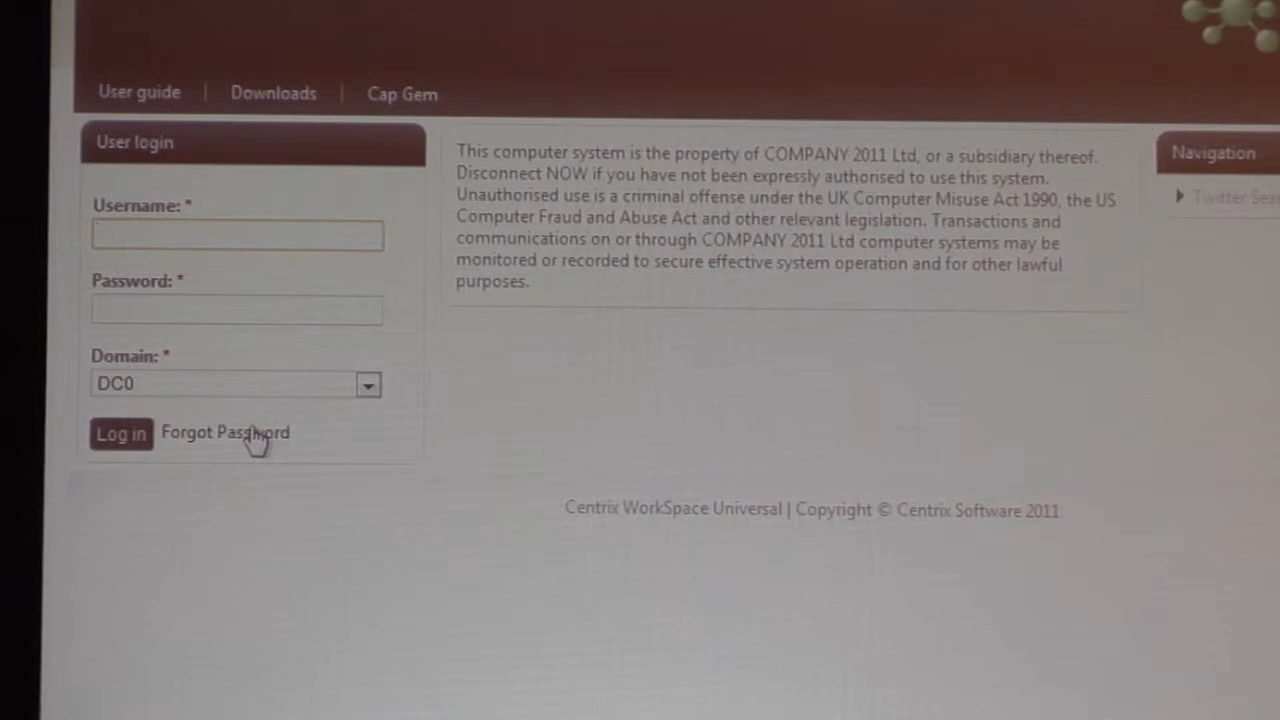 User guide | Downloads | Cap Gem
User login
Username: *
Password: *
Domain: *
DC0
Log in Forgot Password
This computer system is the property of COMPANY 2011 Ltd, or a subsidiary thereof.
Disconnect NOW if you have not been expressly authorised to use this system.
Unauthorised use is a criminal offense under the UK Computer Misuse Act 1990, the US
Computer Fraud and Abuse Act and other relevant legislation. Transactions and
communications on or through COMPANY 2011 Ltd computer systems may be
monitored or recorded to secure effective system operation and for other lawful
purposes.
Navigation
Twitter
Centrix WorkSpace Universal | Copyright © Centrix Software 2011